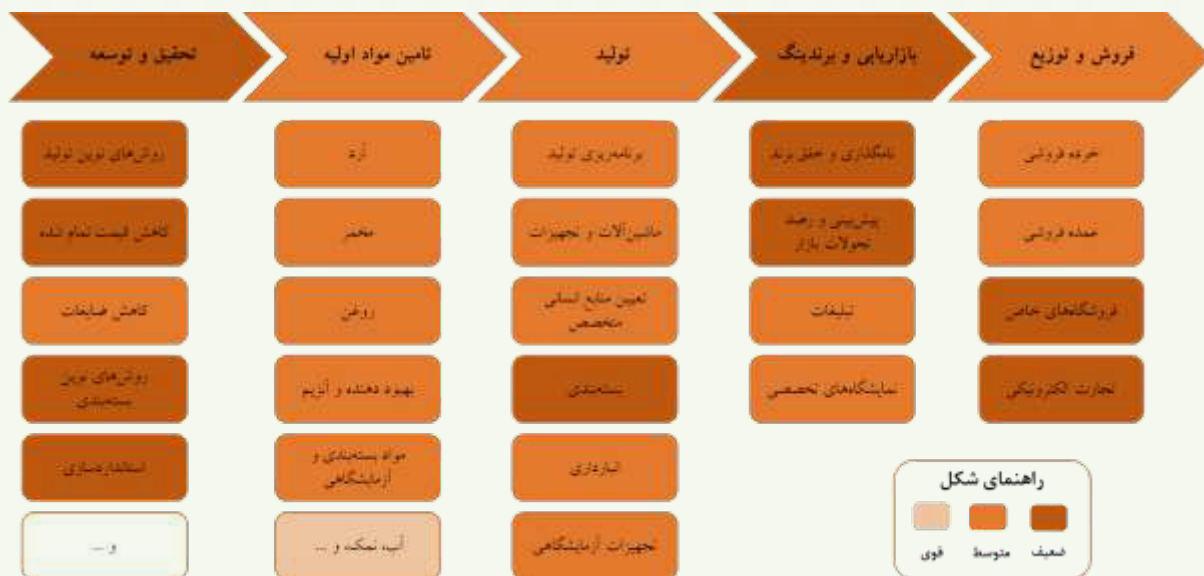 تحقیق و توسعه
تامین مواد اولیه
تولید
بازاریابی و برندینگ
فروش و توزیع
روش‌های نوین تولید
کاهش قیمت تمام شده
کاهش ضایعات
روش‌های نوین
بسته‌بندی
استانداردسازی
و ...
آرد
مخمر
روغن
بهبود دهنده و آنزیم
مواد بسته‌بندی و
آزمایشگاهی
آب، نمک، و ...
برنامه‌ریزی تولید
ماشین‌آلات و تجهیزات
تعیین منابع انسانی
متخصص
بسته‌بندی
انبارداری
تجهیزات آزمایشگاهی
نامگذاری و خلق برند
پیش‌بینی و رصد
تحولات بازار
تبلیغات
نمایشگاه‌های تخصصی
خرده فروشی
عمده فروشی
فروشگاه‌های خاص
تجارت الکترونیکی
راهنمای شکل
ضعیف
متوسط
قوی